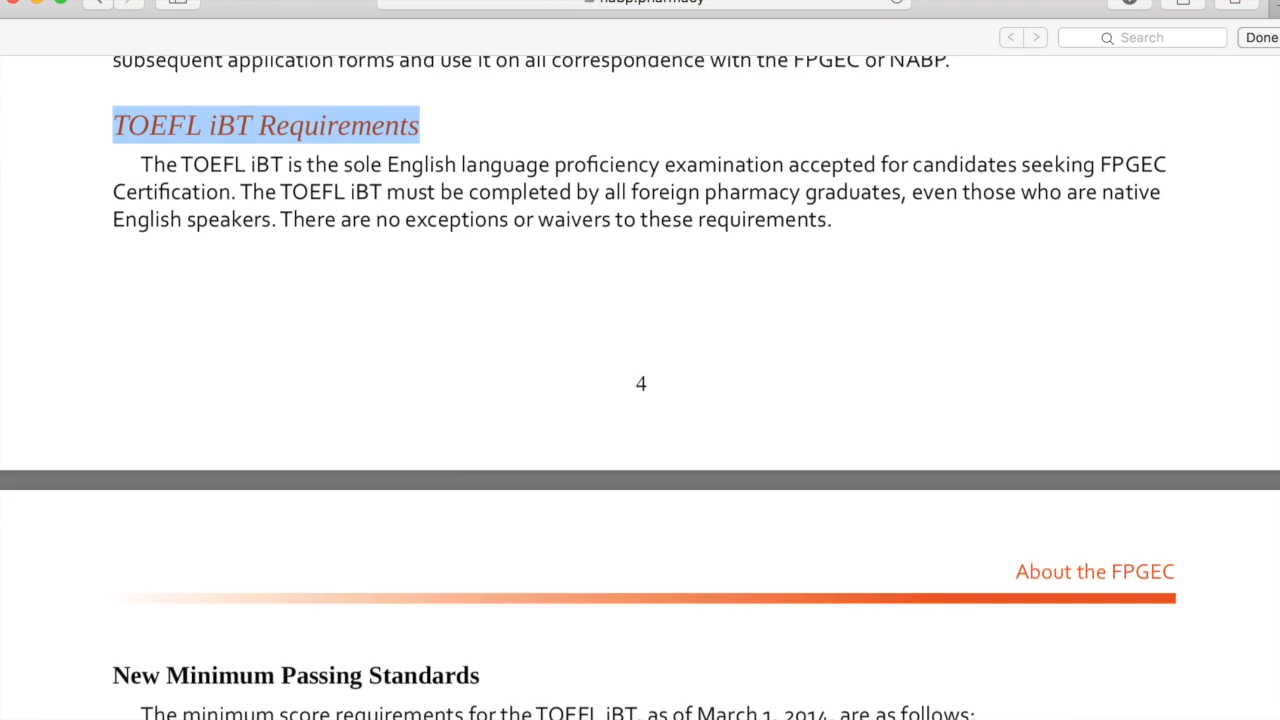 nabp.pharmacy
Search
Done
subsequent application forms and use it on all correspondence with the FPGEC or NABP.
TOEFL iBT Requirements
The TOEFL iBT is the sole English language proficiency examination accepted for candidates seeking FPGEC
Certification. The TOEFL iBT must be completed by all foreign pharmacy graduates, even those who are native
English speakers. There are no exceptions or waivers to these requirements.
4
About the FPGEC
New Minimum Passing Standards
The minimum score requirements for the TOEFL iBT, as of March 1, 2014, are as follows: